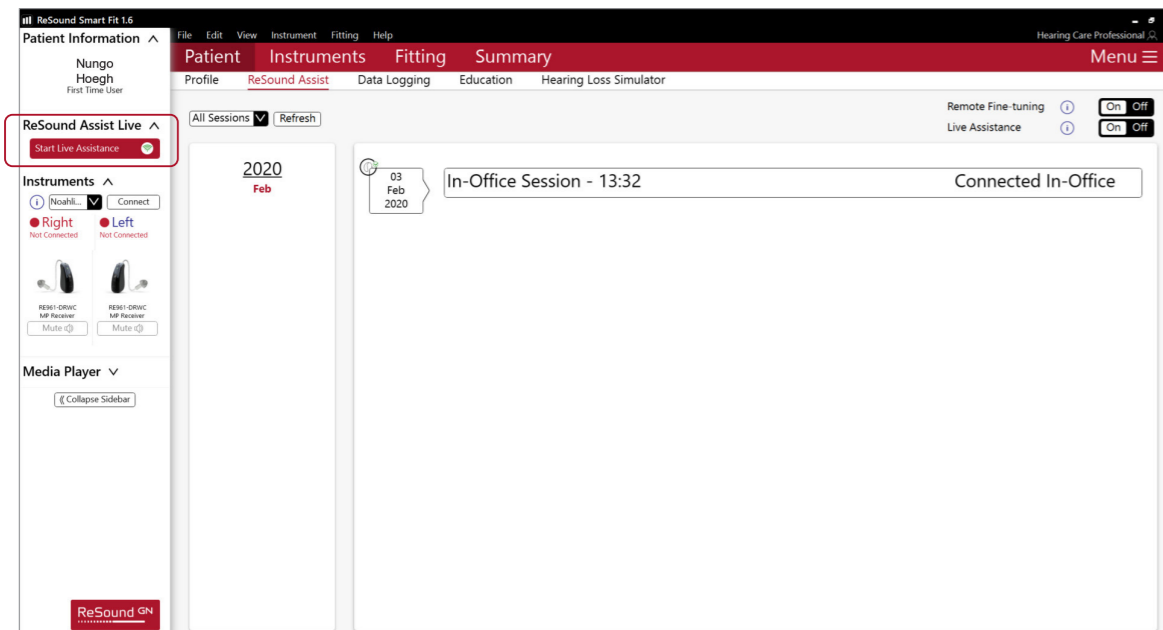 ReSound Smart Fit 1.6
Patient Information
File Edit View Instrument Fitting Help
Hearing Care Professional
Nungo
Hoegh
First Time User
Patient Instruments Fitting Summary
Menu
Profile ReSound Assist Data Logging Education Hearing Loss Simulator
ReSound Assist Live
Start Live Assistance
All Sessions Refresh
Remote Fine-tuning i On Off
Live Assistance i On Off
Instruments
i Noahli... Connect
Right Left
Not Connected Not Connected
RE961-DRWC RE961-DRWC
MP Receiver MP Receiver
Mute Mute
Media Player
Collapse Sidebar
ReSound GN
2020
Feb
03
Feb
2020
In-Office Session - 13:32 Connected In-Office